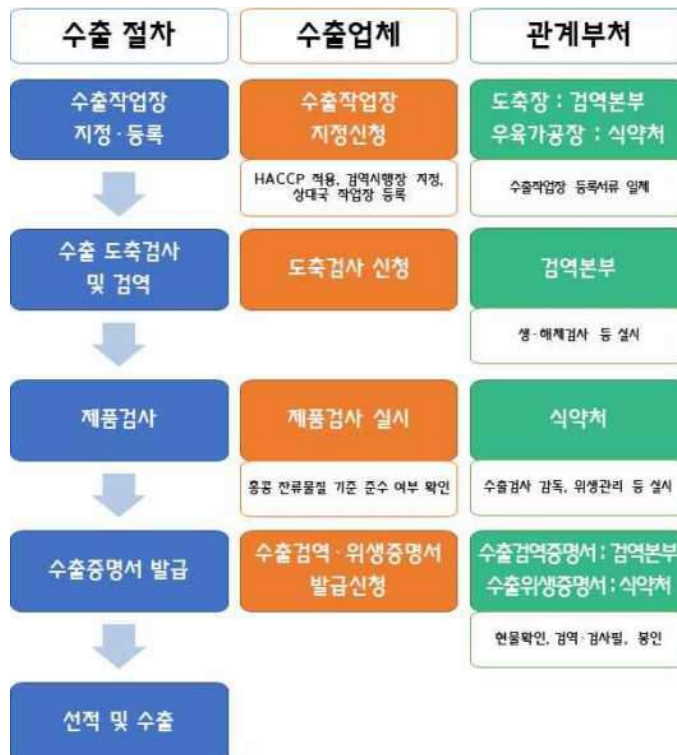 수출 절차
수출업체
관계부처
수출작업장
지정·등록
수출작업장
지정신청
도축장 : 검역본부
우육가공장 : 식약처
HACCP 적용, 검역시행장 지정,
상대국 작업장 등록
수출작업장 등록서류 일체
수출 도축검사
및 검역
도축검사 신청
검역본부
생·해체검사 등 실시
제품검사
제품검사 실시
식약처
홍콩 잔류물질 기준 준수 여부 확인
수출검사 감독, 위생관리 등 실시
수출증명서 발급
수출검역·위생증명서
발급신청
수출검역증명서 : 검역본부
수출위생증명서 : 식약처
현물확인, 검역·검사필, 봉인
선적 및 수출